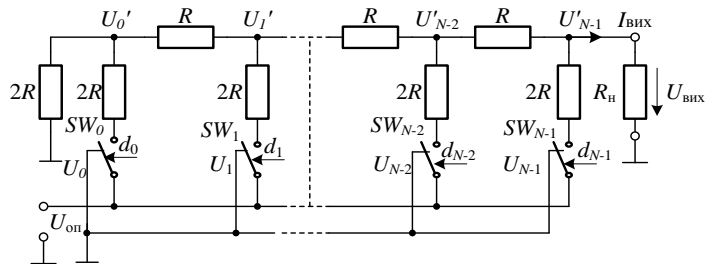 U0′ R U1′ R U′N-2 R U′N-1 Iвих
2R 2R 2R 2R 2R Rн Uвих
SW0 SW1 SWN-2 SWN-1
d0 d1 dN-2 dN-1
U0 U1 UN-2 UN-1
Uоп